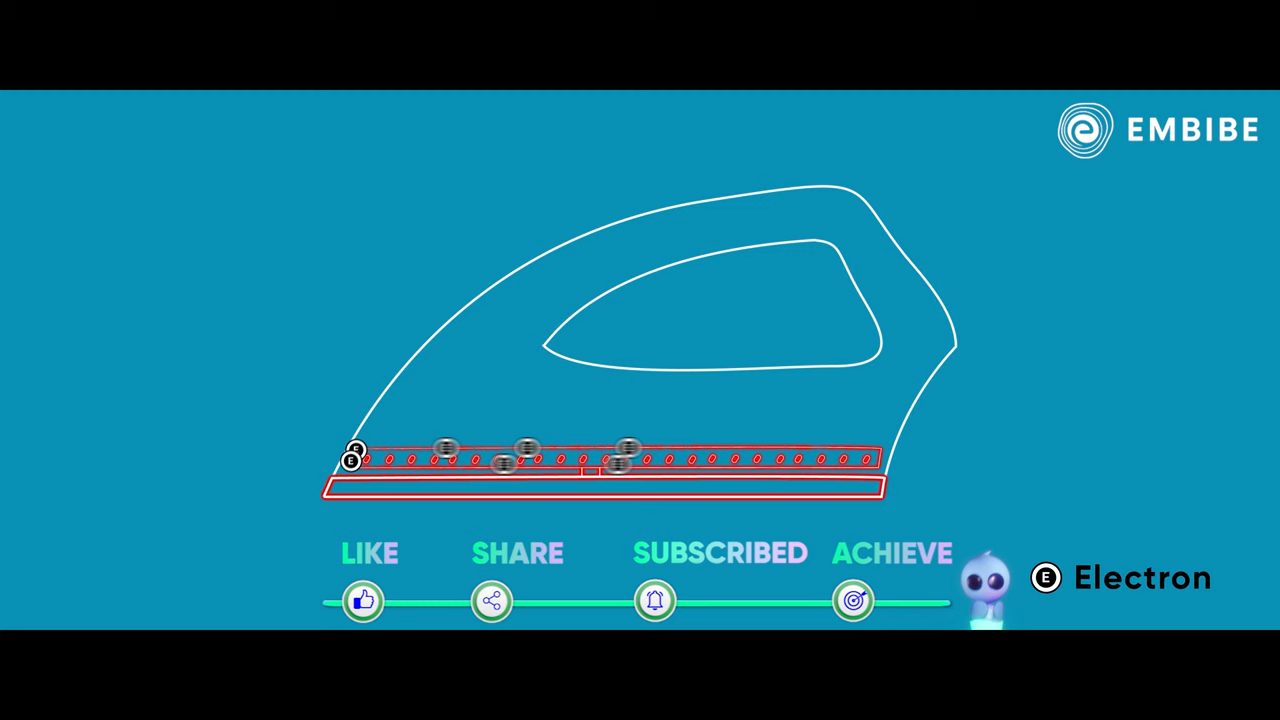 EMBIBE
E
E
LIKE SHARE SUBSCRIBED ACHIEVE
E Electron